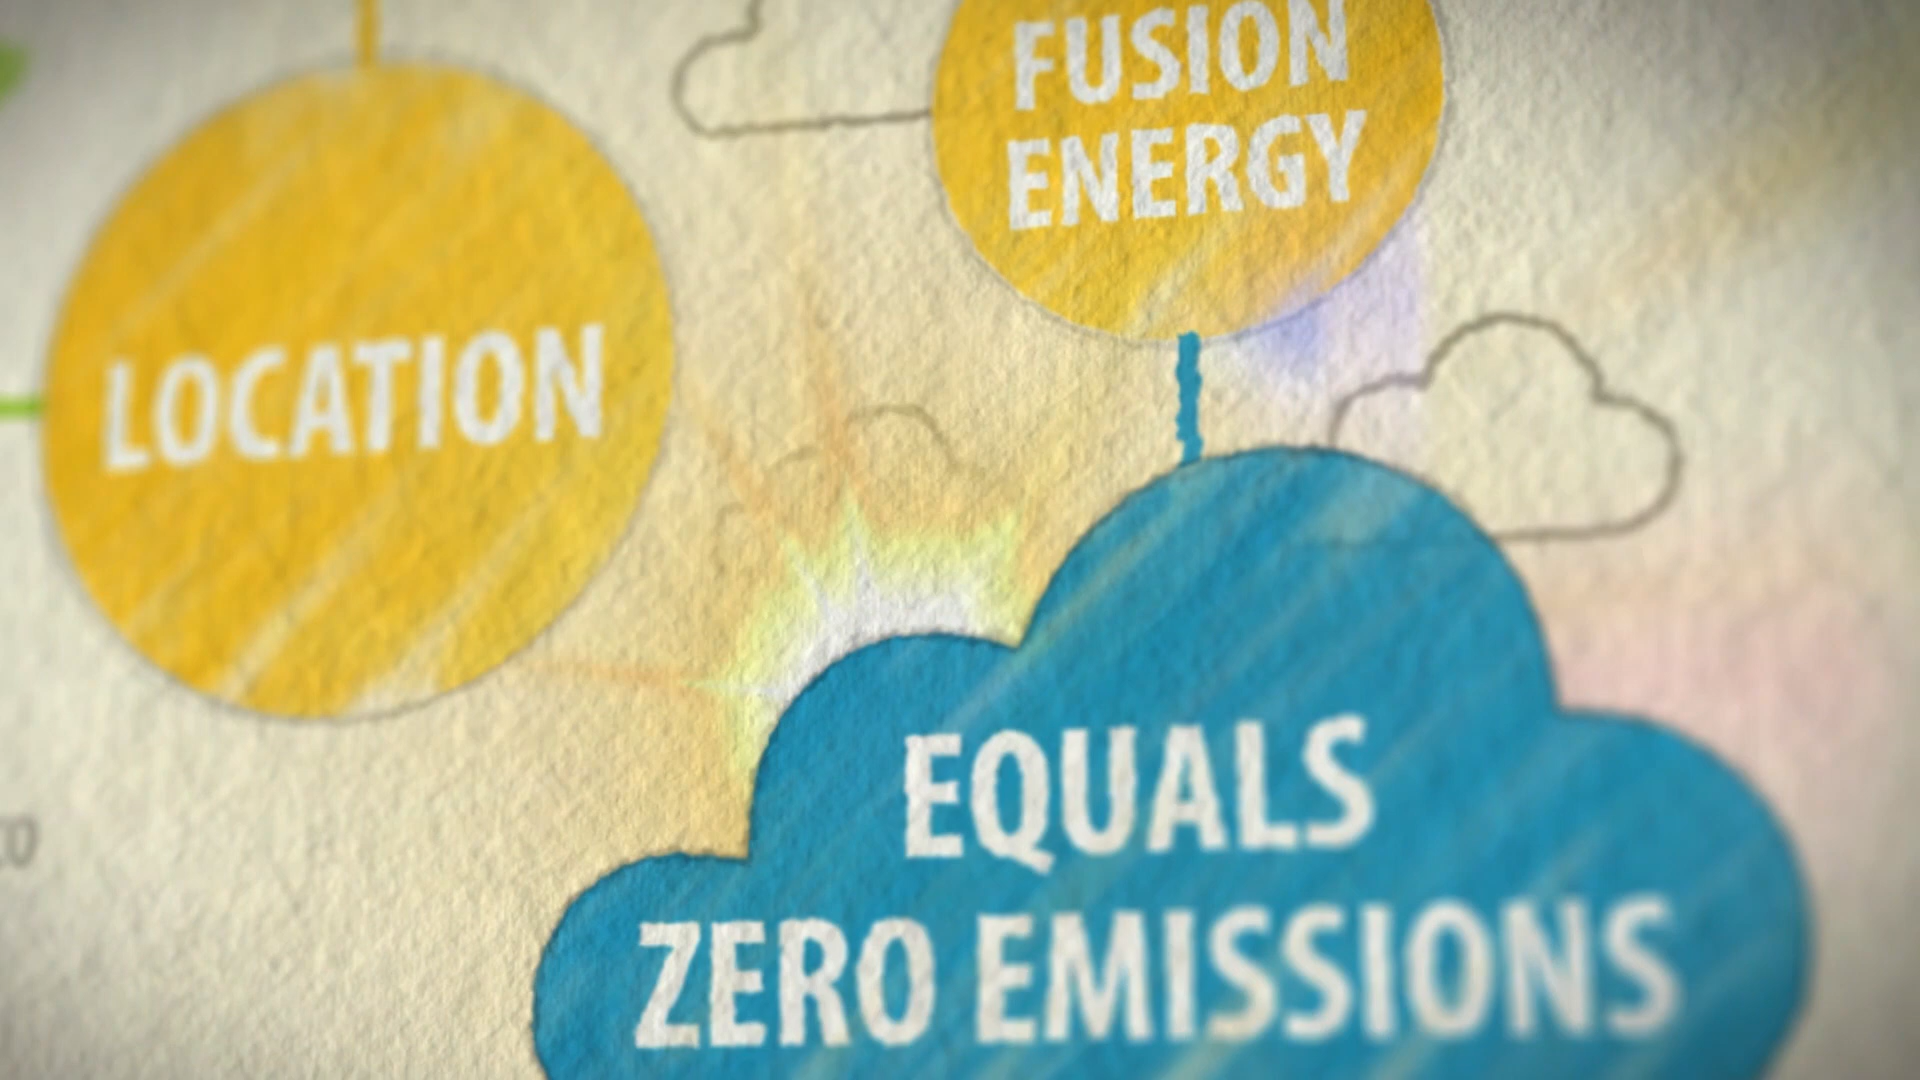 FUSION
ENERGY
LOCATION
EQUALS
ZERO EMISSIONS